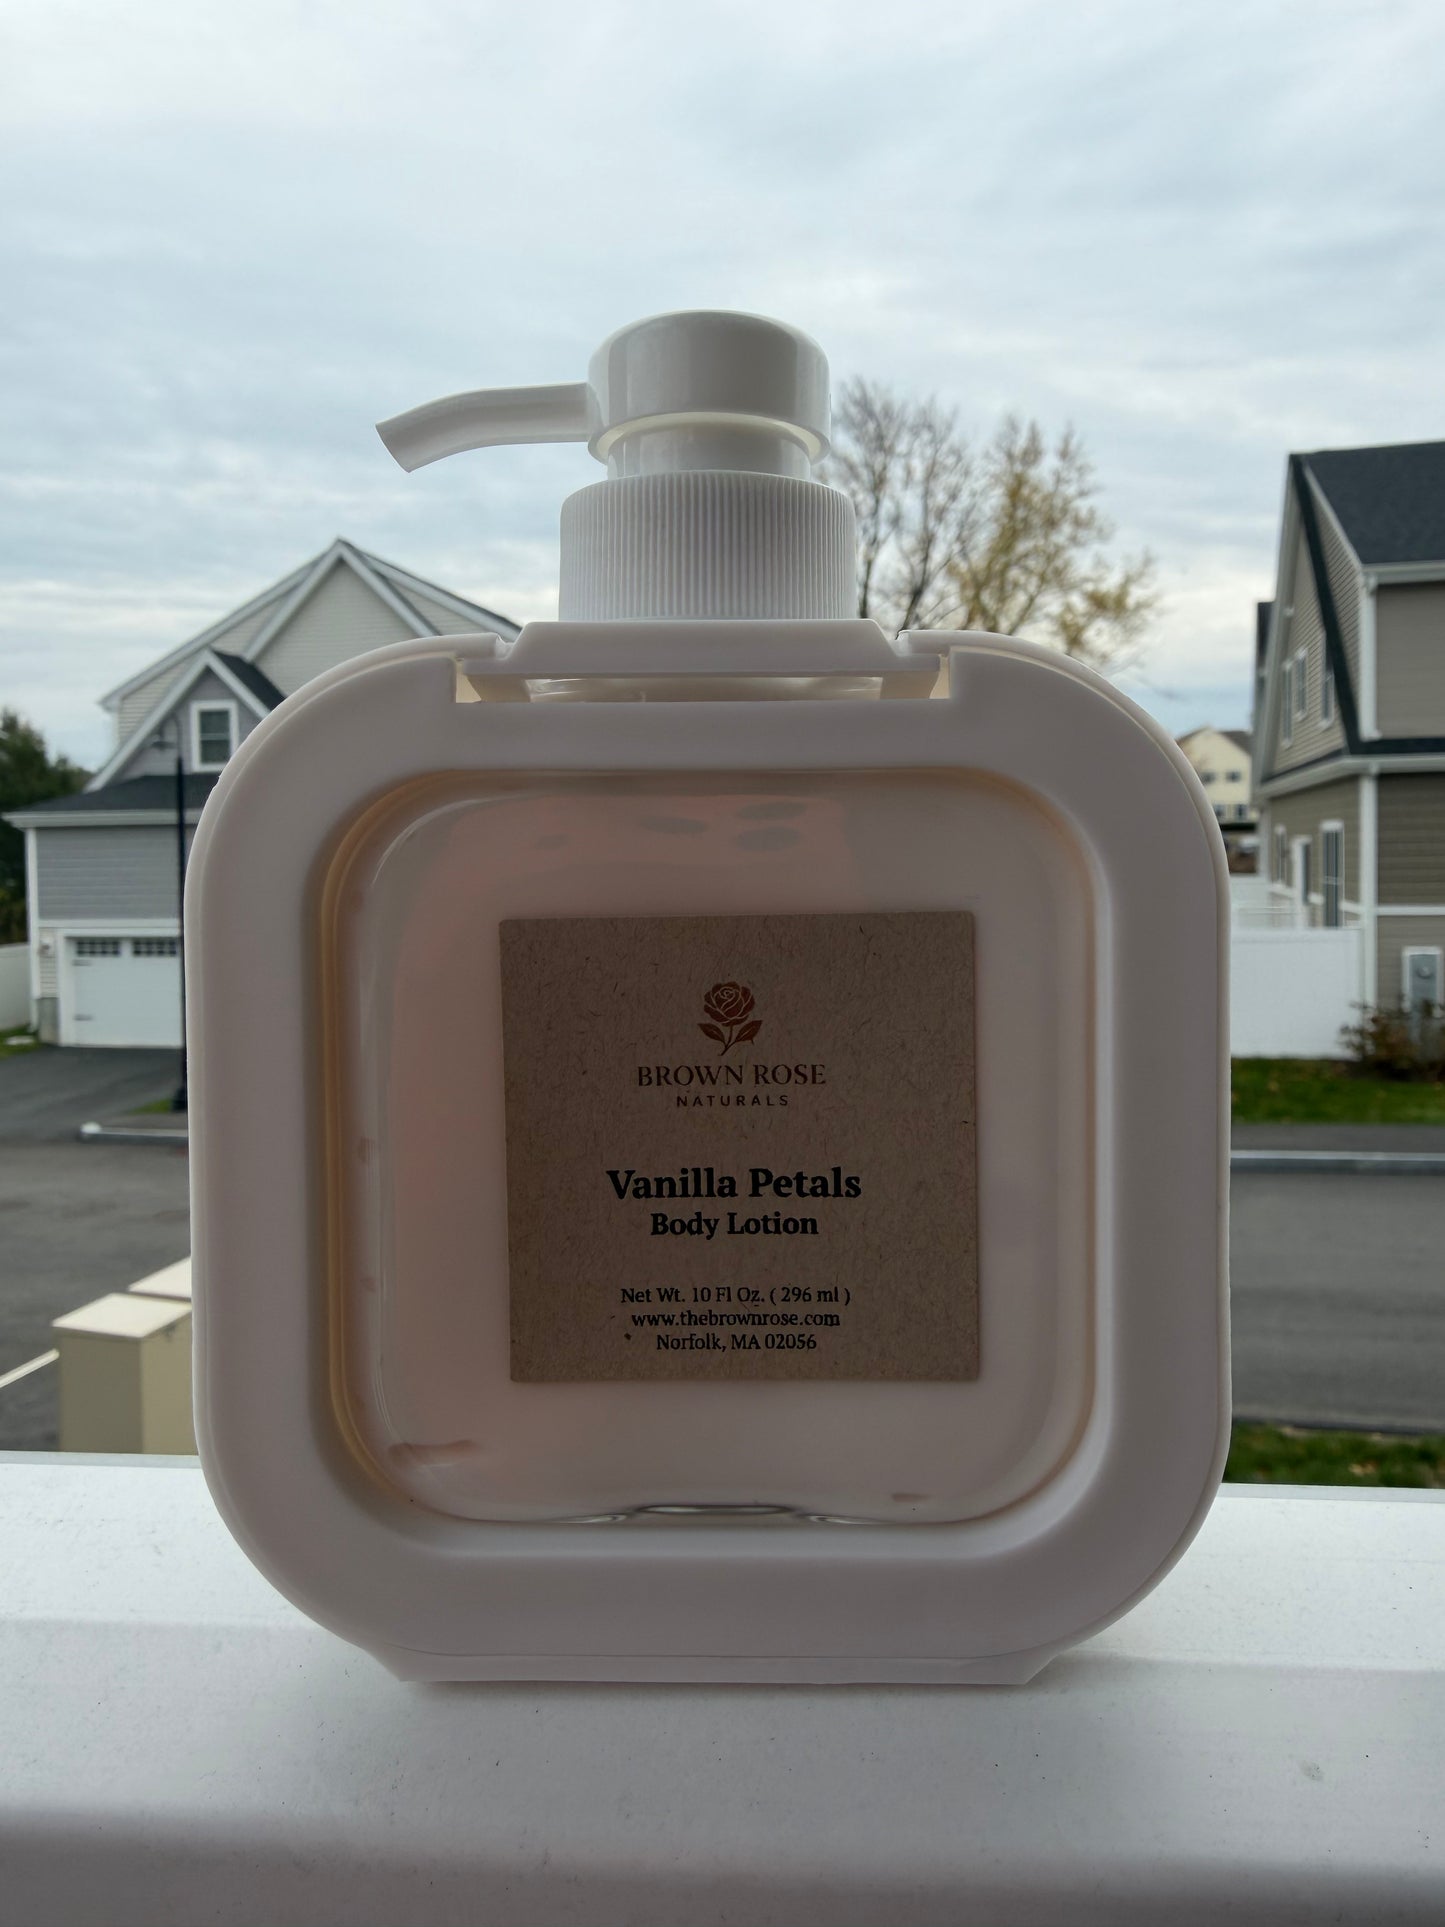 BROWN ROSE
NATURALS
Vanilla Petals
Body Lotion
Net Wt. 10 Fl Oz. ( 296 ml )
www.thebrownrose.com
Norfolk, MA 02056